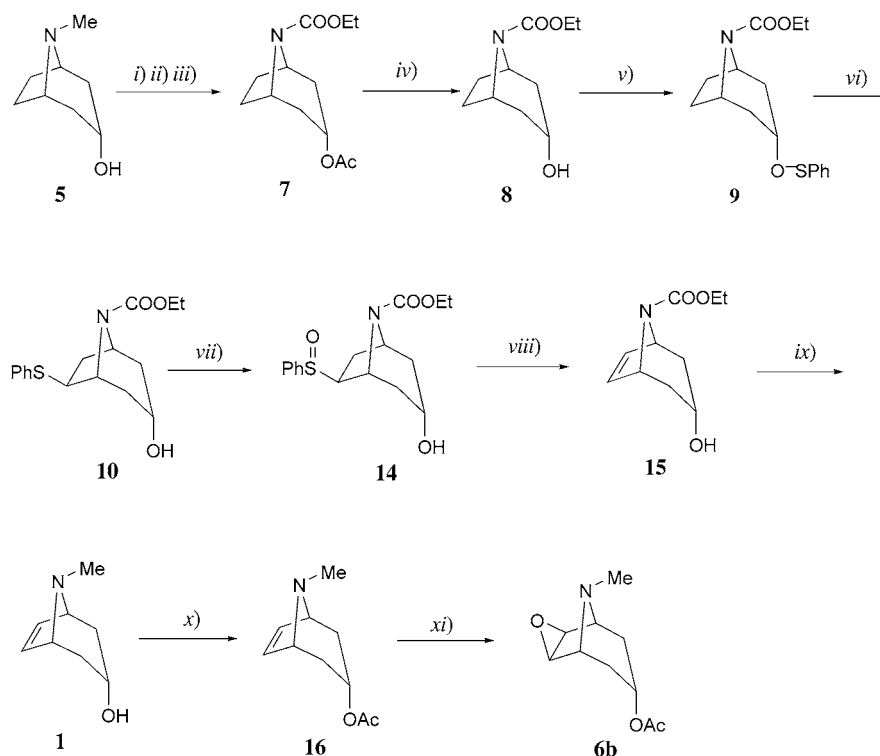 N Me OH 5
i) ii) iii)
N COOEt OAc 7
iv)
N COOEt OH 8
v)
N COOEt O SPh 9
vi)
N COOEt PhS OH 10
vii)
N COOEt O S Ph OH 14
viii)
N COOEt OH 15
ix)
N Me OH 1
x)
N Me OAc 16
xi)
N Me O OAc 6b